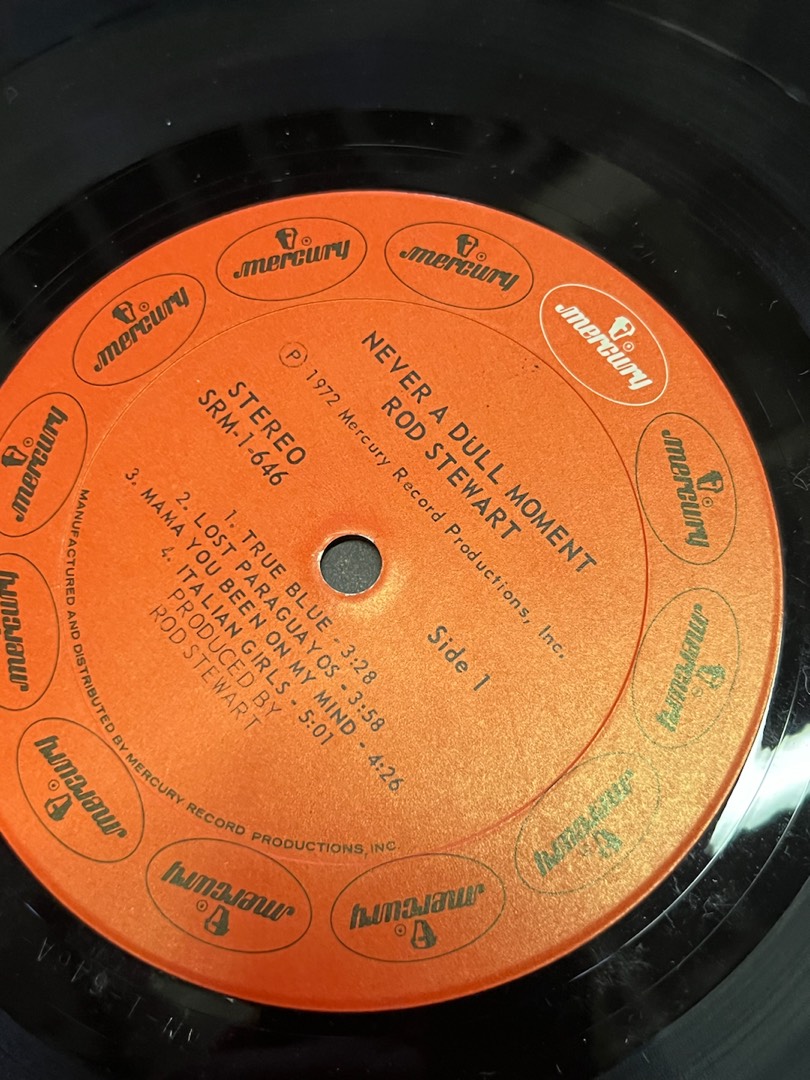 NEVER A DULL MOMENT
ROD STEWART
Ⓟ 1972 Mercury Record Productions, Inc.
STEREO
SRM-1-646
Side 1
1. TRUE BLUE - 3:28
2. LOST PARAGUAYOS - 3:58
3. MAMA YOU BEEN ON MY MIND - 4:26
4. ITALIAN GIRLS - 5:01
PRODUCED BY
ROD STEWART
MANUFACTURED AND DISTRIBUTED BY MERCURY RECORD PRODUCTIONS, INC.
mercury
mercury
mercury
mercury
mercury
mercury
mercury
mercury
mercury
mercury
mercury
mercury